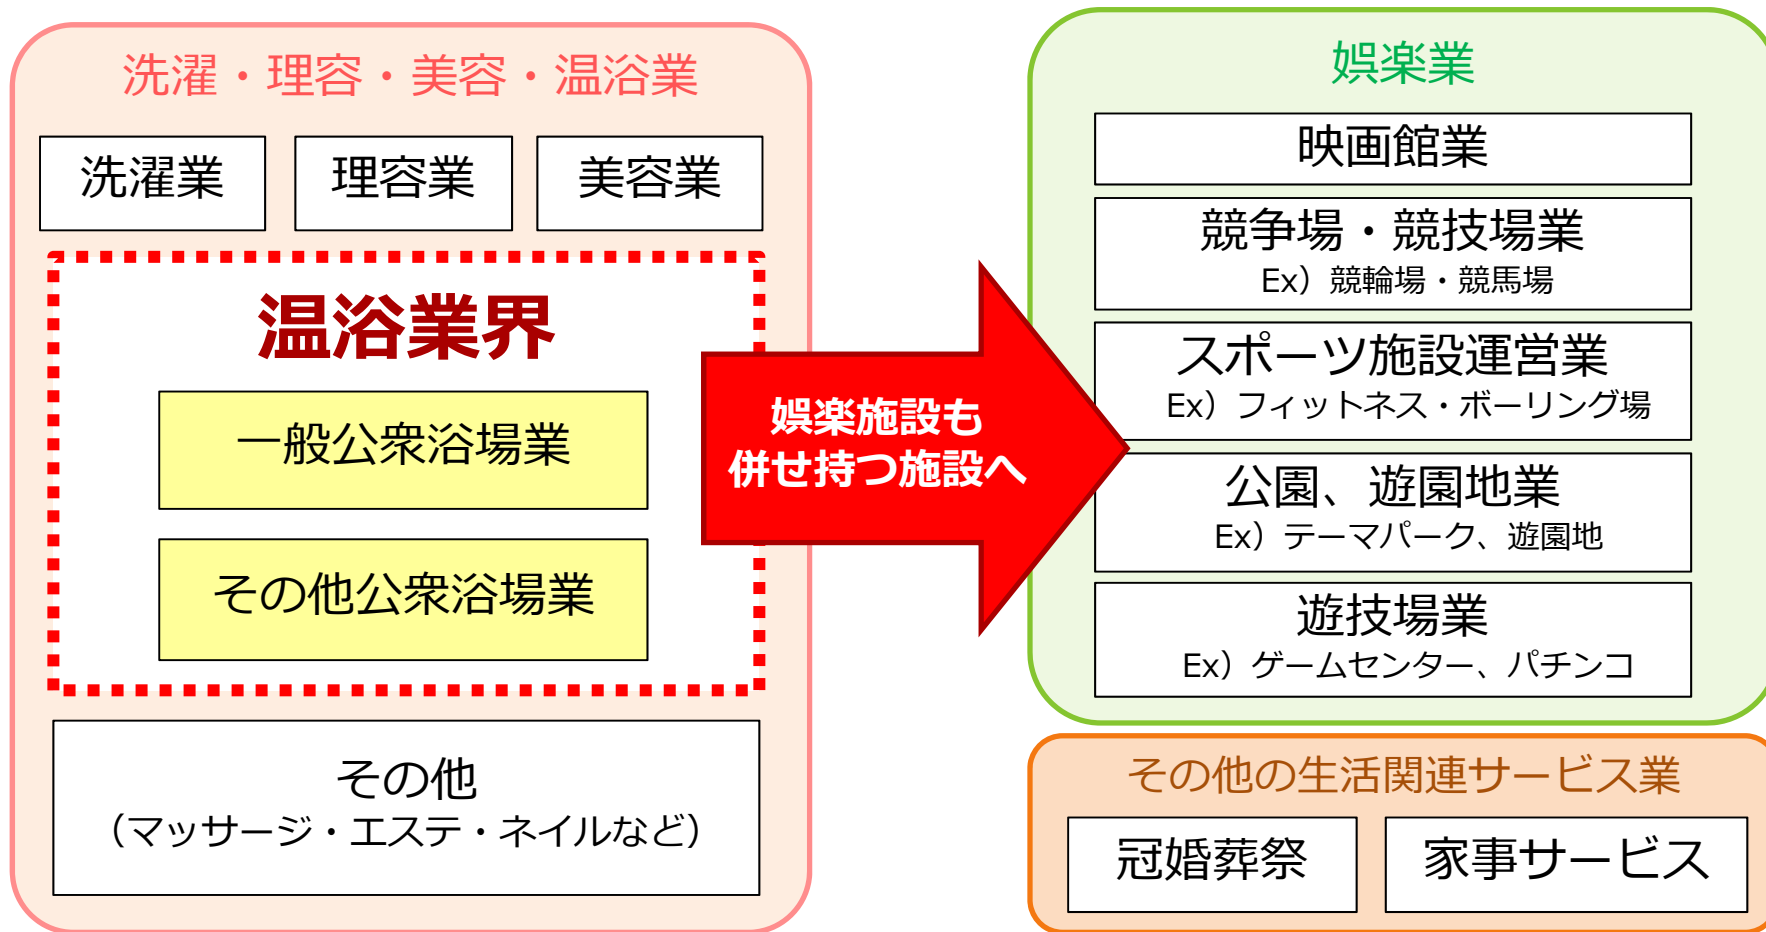 洗濯・理容・美容・温浴業
洗濯業
理容業
美容業
温浴業界
一般公衆浴場業
その他公衆浴場業
その他
（マッサージ・エステ・ネイルなど）
娯楽施設も
併せ持つ施設へ
娯楽業
映画館業
競争場・競技場業
Ex）競輪場・競馬場
スポーツ施設運営業
Ex）フィットネス・ボーリング場
公園、遊園地業
Ex）テーマパーク、遊園地
遊技場業
Ex）ゲームセンター、パチンコ
その他の生活関連サービス業
冠婚葬祭
家事サービス